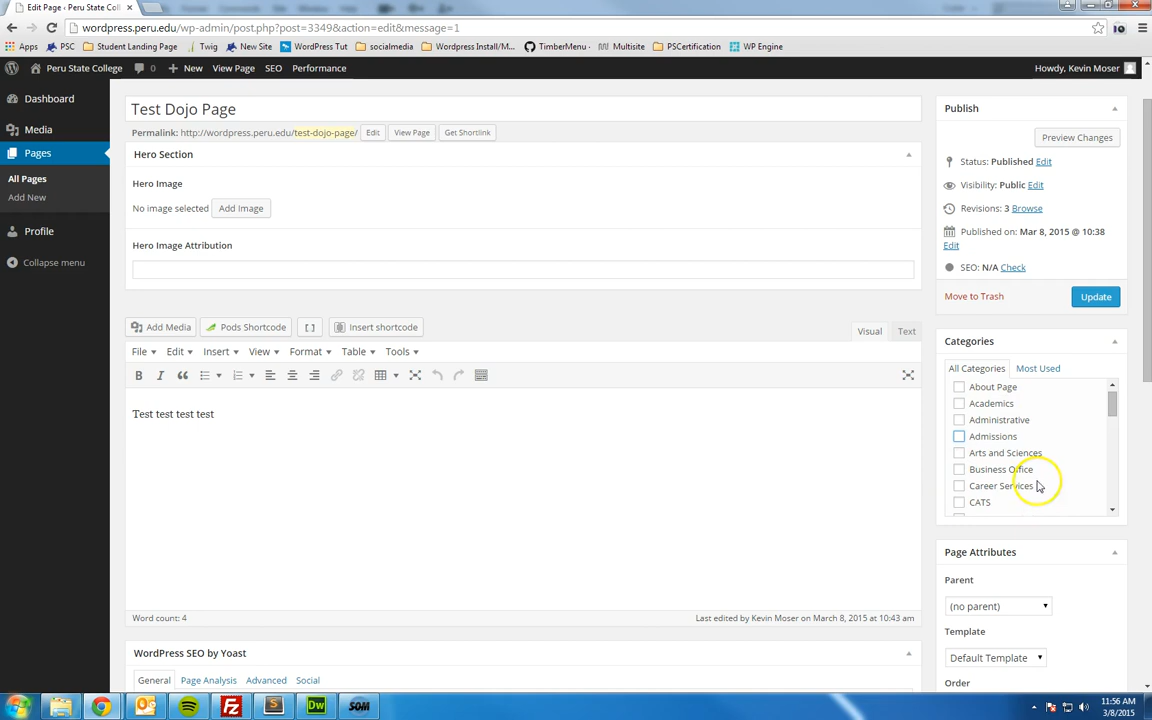 Edit Page ‹ Peru State Coll
wordpress.peru.edu/wp-admin/post.php?post=3349&action=edit&message=1
Apps PSC Student Landing Page Twig New Site WordPress Tut socialmedia Wordpress Install/M... TimberMenu · Multisite PSCertification WP Engine
Peru State College 0 New View Page SEO Performance Howdy, Kevin Moser
Dashboard
Media
Pages
All Pages
Add New
Profile
Collapse menu
Test Dojo Page
Permalink: http://wordpress.peru.edu/test-dojo-page/ Edit View Page Get Shortlink
Hero Section
Hero Image
No image selected Add Image
Hero Image Attribution
Add Media Pods Shortcode [ ] Insert shortcode Visual Text
File Edit Insert View Format Table Tools
B I
Test test test test
Word count: 4 Last edited by Kevin Moser on March 8, 2015 at 10:43 am
WordPress SEO by Yoast
General Page Analysis Advanced Social
Publish
Preview Changes
Status: Published Edit
Visibility: Public Edit
Revisions: 3 Browse
Published on: Mar 8, 2015 @ 10:38
Edit
SEO: N/A Check
Move to Trash Update
Categories
All Categories Most Used
About Page
Academics
Administrative
Admissions
Arts and Sciences
Business Office
Career Services
CATS
Page Attributes
Parent
(no parent)
Template
Default Template
Order
Dw SOM
11:56 AM
3/8/2015